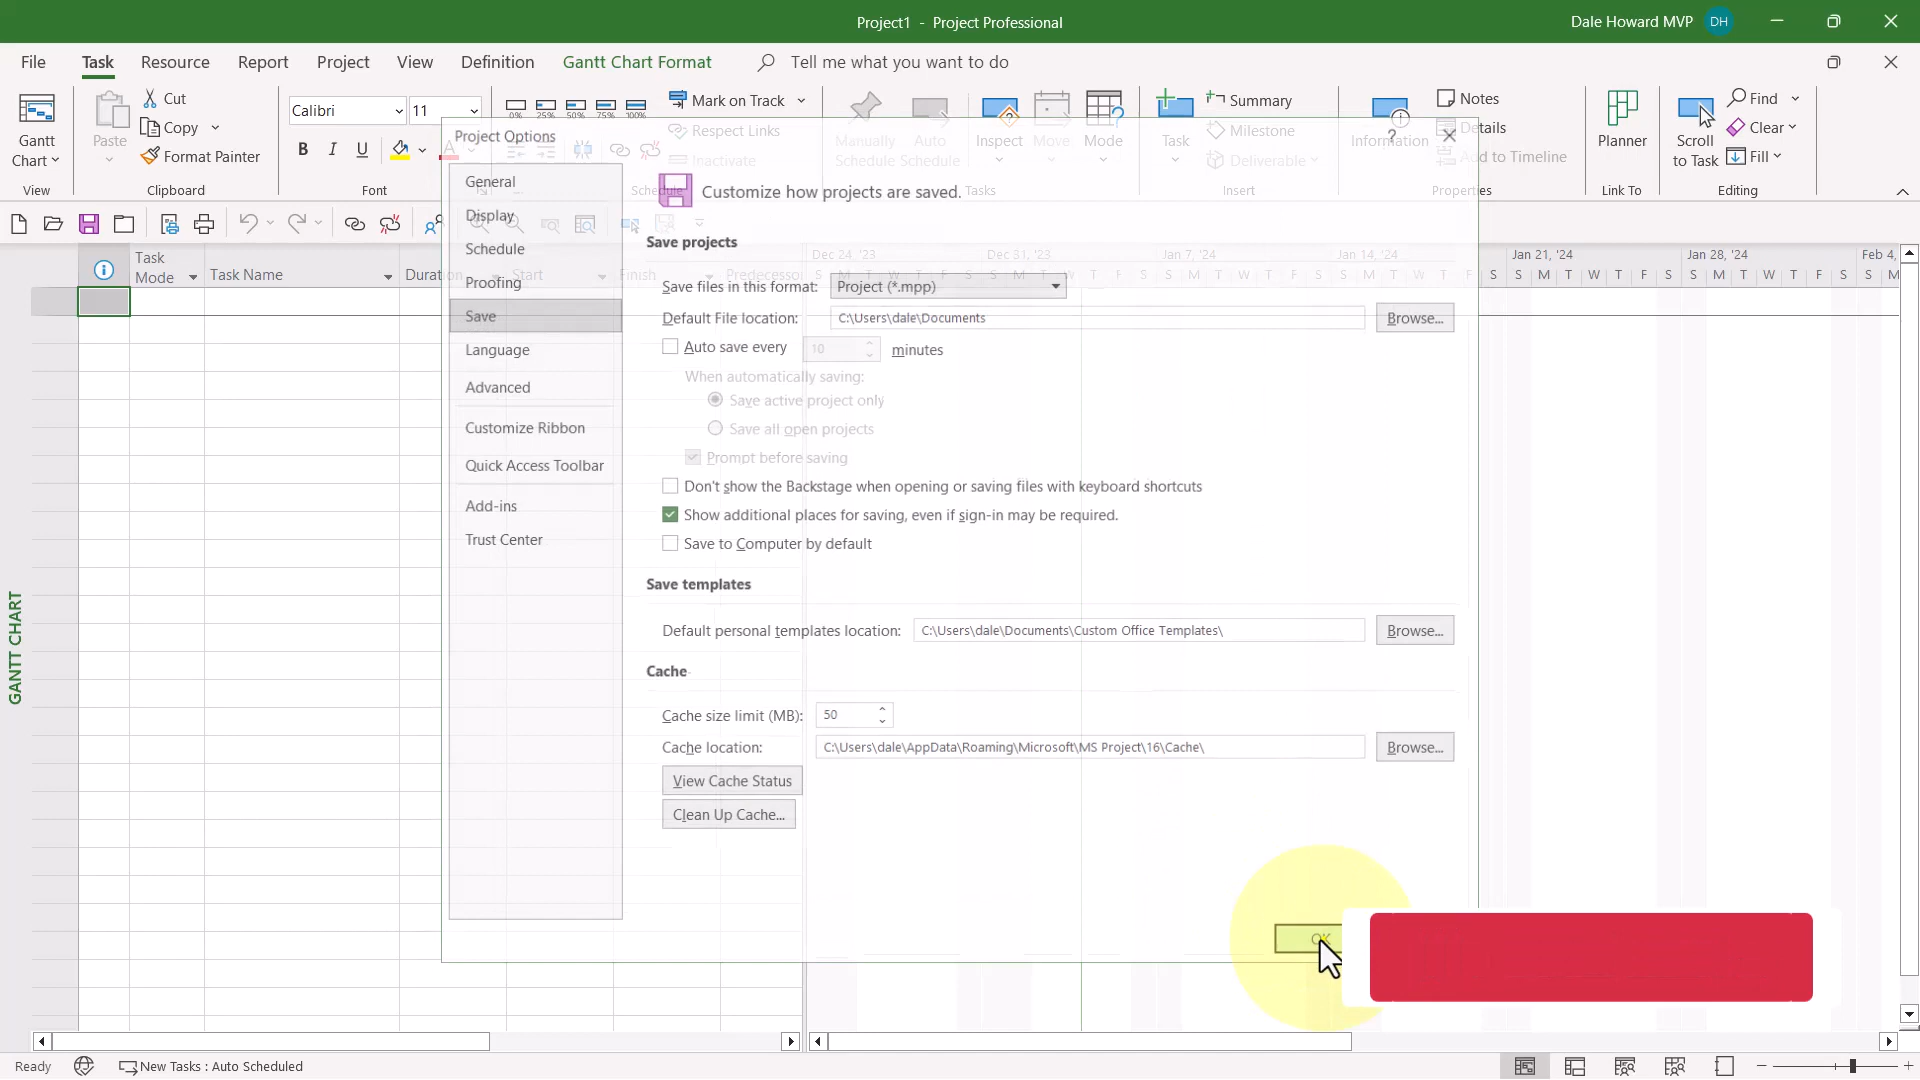 Project1 - Project Professional
Dale Howard MVP DH
File Task Resource Report Project View Definition Gantt Chart Format Tell me what you want to do
Gantt Chart
View
Paste
Cut
Copy
Format Painter
Clipboard
Calibri 11
B I U A
Font
0% 25% 50% 75% 100%
Mark on Track
Respect Links
Inactivate
Manually Schedule
Auto Schedule
Inspect
Move
Mode
Tasks
Task
Summary
Milestone
Deliverable
Insert
Information
Notes
Details
Add to Timeline
Properties
Planner
Link To
Scroll to Task
Find
Clear
Fill
Editing
Task Mode
Task Name
Duration
Start
Finish
Predecessors
Dec 24, '23 Dec 31, '23 Jan 7, '24 Jan 14, '24 Jan 21, '24 Jan 28, '24 Feb 4,
GANTT CHART
Project Options
?
General
Display
Schedule
Proofing
Save
Language
Advanced
Customize Ribbon
Quick Access Toolbar
Add-ins
Trust Center
Customize how projects are saved.
Save projects
Save files in this format: Project (*.mpp)
Default File location: C:\Users\dale\Documents Browse...
Auto save every 10 minutes
When automatically saving:
Save active project only
Save all open projects
Prompt before saving
Don't show the Backstage when opening or saving files with keyboard shortcuts
Show additional places for saving, even if sign-in may be required.
Save to Computer by default
Save templates
Default personal templates location: C:\Users\dale\Documents\Custom Office Templates\ Browse...
Cache
Cache size limit (MB): 50
Cache location: C:\Users\dale\AppData\Roaming\Microsoft\MS Project\16\Cache\ Browse...
View Cache Status
Clean Up Cache...
OK
Ready New Tasks : Auto Scheduled